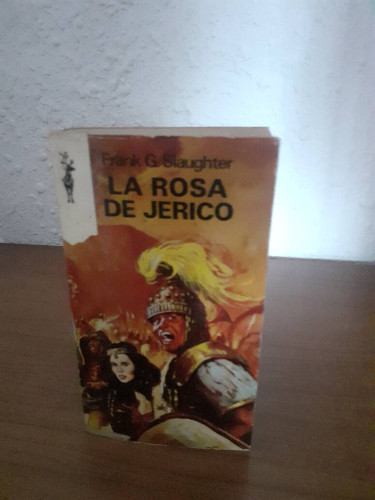 Frank G. Slaughter
LA ROSA
DE JERICO